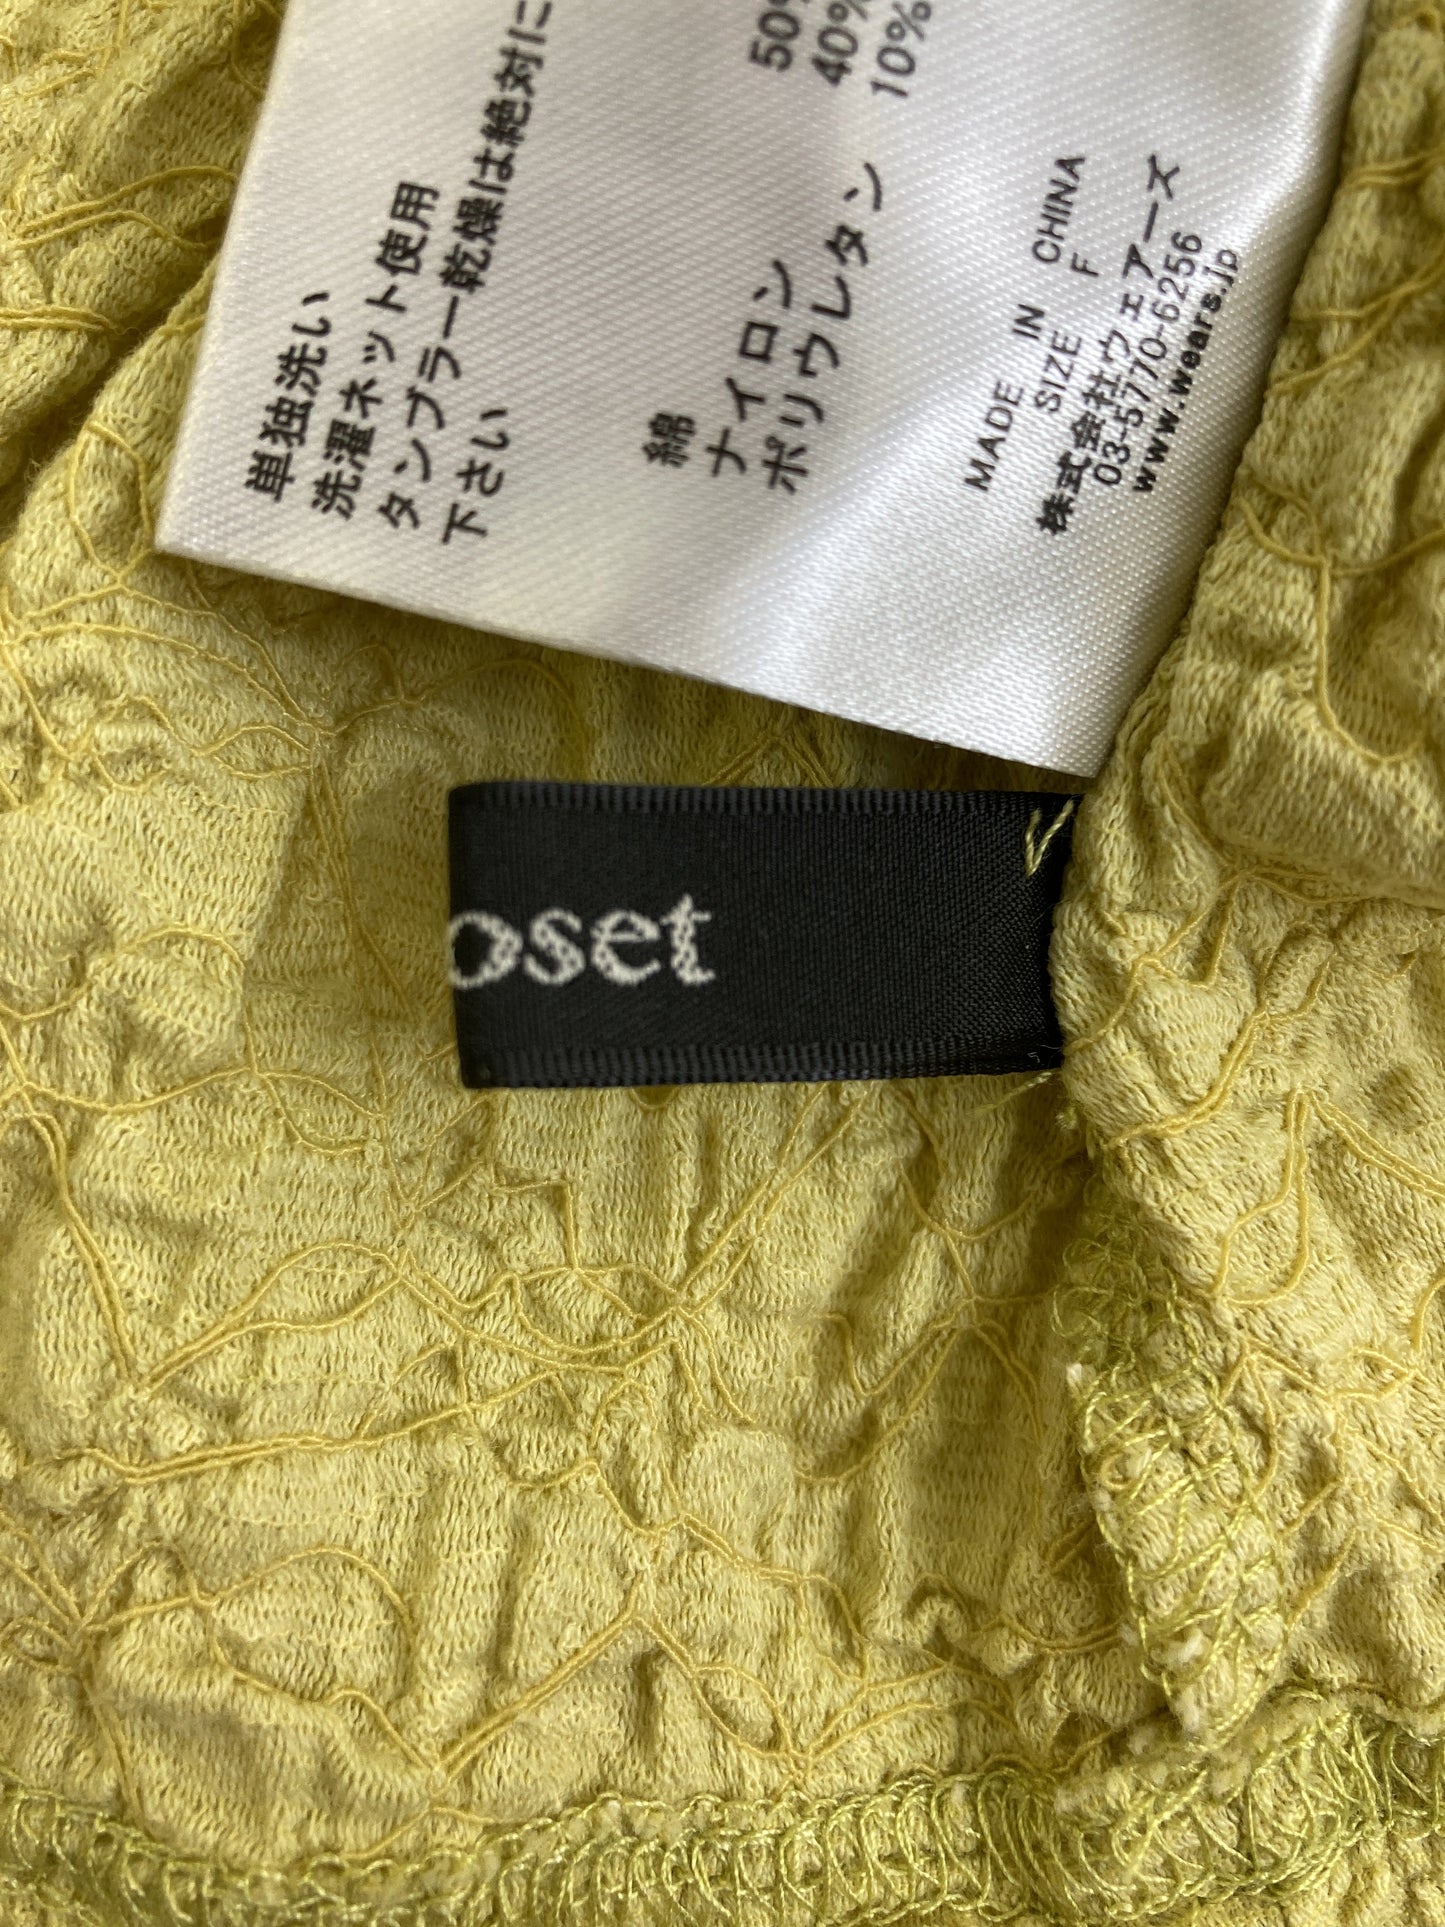 単独洗い
洗濯ネット使用
タンブラー乾燥は絶対に
下さい
綿 50%
ナイロン 40%
ポリウレタン 10%
MADE IN CHINA
SIZE F
株式会社ウェアーズ
03-5770-6256
www.wears.jp
oset